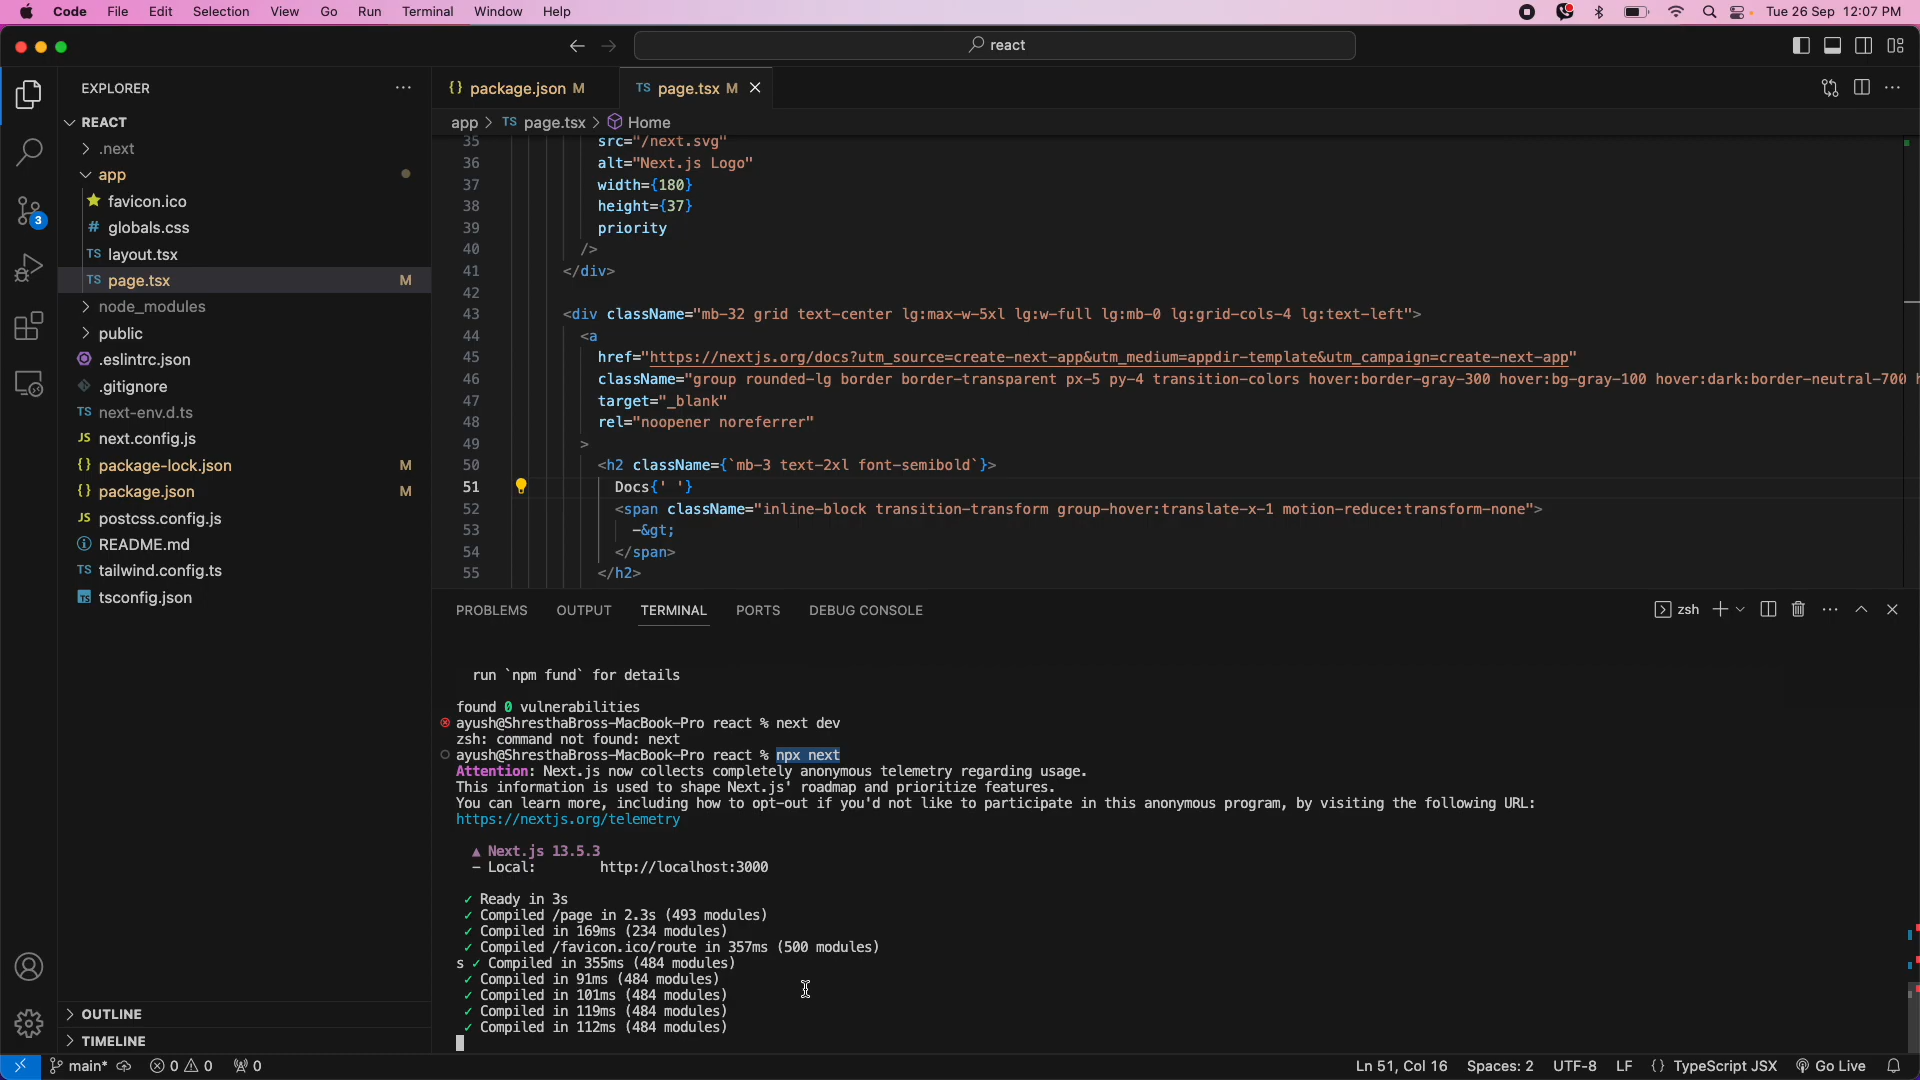 Code File Edit Selection View Go Run Terminal Window Help Tue 26 Sep 12:07 PM
react
EXPLORER
REACT
.next
app
favicon.ico
globals.css
layout.tsx
page.tsx M
node_modules
public
.eslintrc.json
.gitignore
next-env.d.ts
next.config.js
package-lock.json M
package.json M
postcss.config.js
README.md
tailwind.config.ts
tsconfig.json
OUTLINE
TIMELINE
3
package.json M
TS page.tsx M
app > TS page.tsx > Home
35 src="/next.svg"
36 alt="Next.js Logo"
37 width={180}
38 height={37}
39 priority
40 />
41 </div>
42
43 <div className="mb-32 grid text-center lg:max-w-5xl lg:w-full lg:mb-0 lg:grid-cols-4 lg:text-left">
44 <a
45 href="https://nextjs.org/docs?utm_source=create-next-app&utm_medium=appdir-template&utm_campaign=create-next-app"
46 className="group rounded-lg border border-transparent px-5 py-4 transition-colors hover:border-gray-300 hover:bg-gray-100 hover:dark:border-neutral-700
47 target="_blank"
48 rel="noopener noreferrer"
49 >
50 <h2 className={`mb-3 text-2xl font-semibold`}>
51 Docs{' '}
52 <span className="inline-block transition-transform group-hover:translate-x-1 motion-reduce:transform-none">
53 -&gt;
54 </span>
55 </h2>
PROBLEMS OUTPUT TERMINAL PORTS DEBUG CONSOLE zsh
run `npm fund` for details
found 0 vulnerabilities
ayush@ShresthaBross-MacBook-Pro react % next dev
zsh: command not found: next
ayush@ShresthaBross-MacBook-Pro react % npx next
Attention: Next.js now collects completely anonymous telemetry regarding usage.
This information is used to shape Next.js' roadmap and prioritize features.
You can learn more, including how to opt-out if you'd not like to participate in this anonymous program, by visiting the following URL:
https://nextjs.org/telemetry
▲ Next.js 13.5.3
- Local: http://localhost:3000
✓ Ready in 3s
✓ Compiled /page in 2.3s (493 modules)
✓ Compiled in 169ms (234 modules)
✓ Compiled /favicon.ico/route in 357ms (500 modules)
s ✓ Compiled in 355ms (484 modules)
✓ Compiled in 91ms (484 modules)
✓ Compiled in 101ms (484 modules)
✓ Compiled in 119ms (484 modules)
✓ Compiled in 112ms (484 modules)
main* 0 0 0 Ln 51, Col 16 Spaces: 2 UTF-8 LF {} TypeScript JSX Go Live